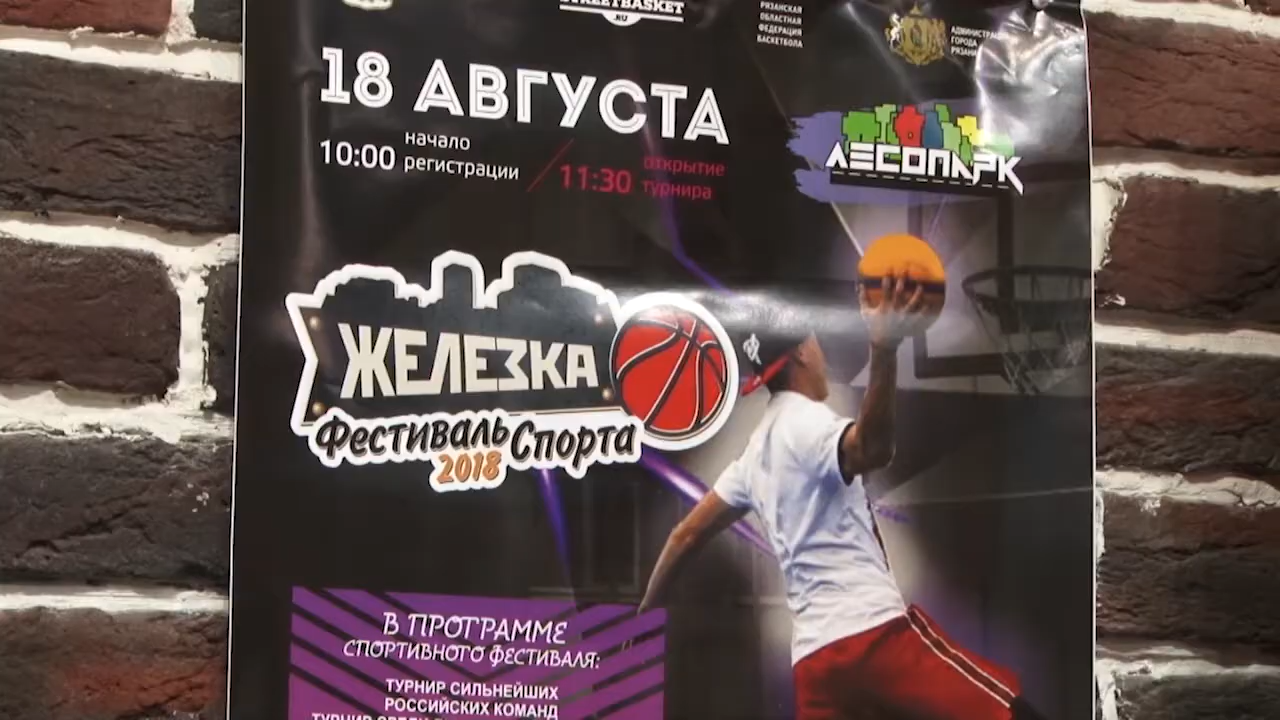 STREETBASKET
.RU
РЯЗАНСКАЯ
ОБЛАСТНАЯ
ФЕДЕРАЦИЯ
БАСКЕТБОЛА
АДМИНИСТРАЦИЯ
ГОРОДА
РЯЗАНИ
18 АВГУСТА
10:00 начало
регистрации
11:30 открытие
турнира
ЛЕСОПАРК
ЖЕЛЕЗКА
Фестиваль Спорта
2018
В ПРОГРАММЕ
СПОРТИВНОГО ФЕСТИВАЛЯ:
ТУРНИР СИЛЬНЕЙШИХ
РОССИЙСКИХ КОМАНД